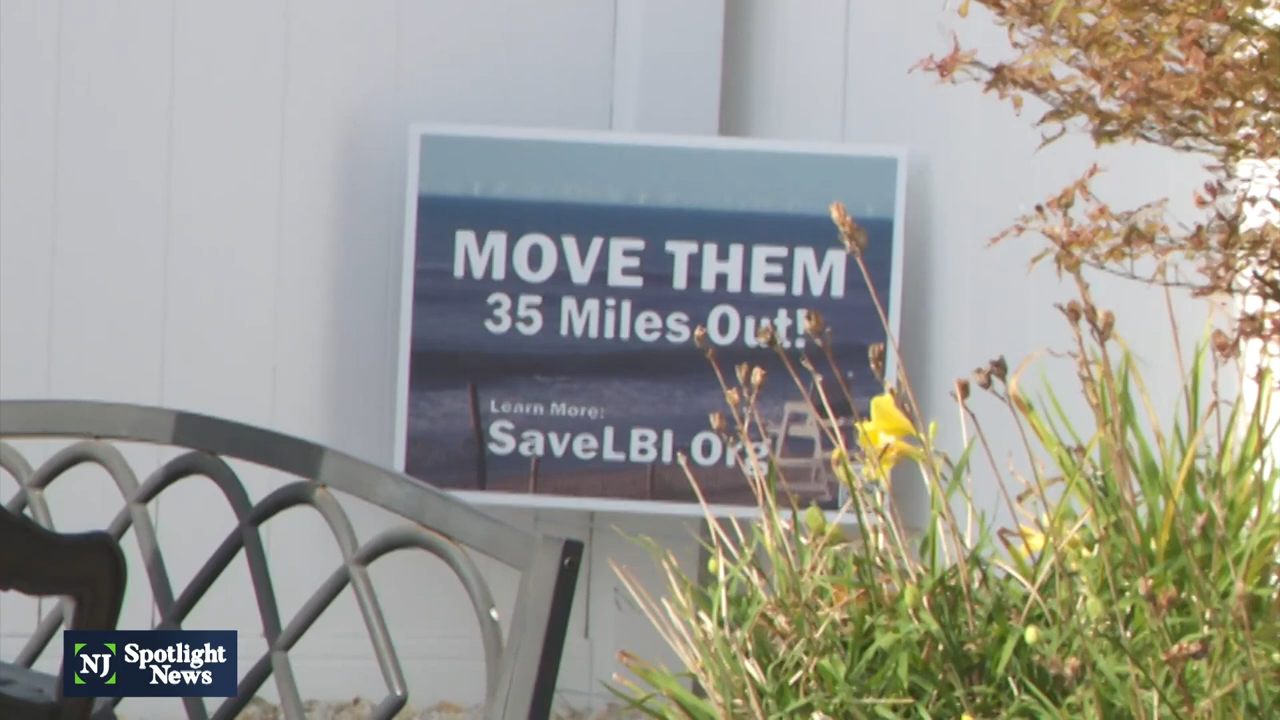 MOVE THEM
35 Miles Out!
Learn More:
SaveLBI.Org
NJ Spotlight
News